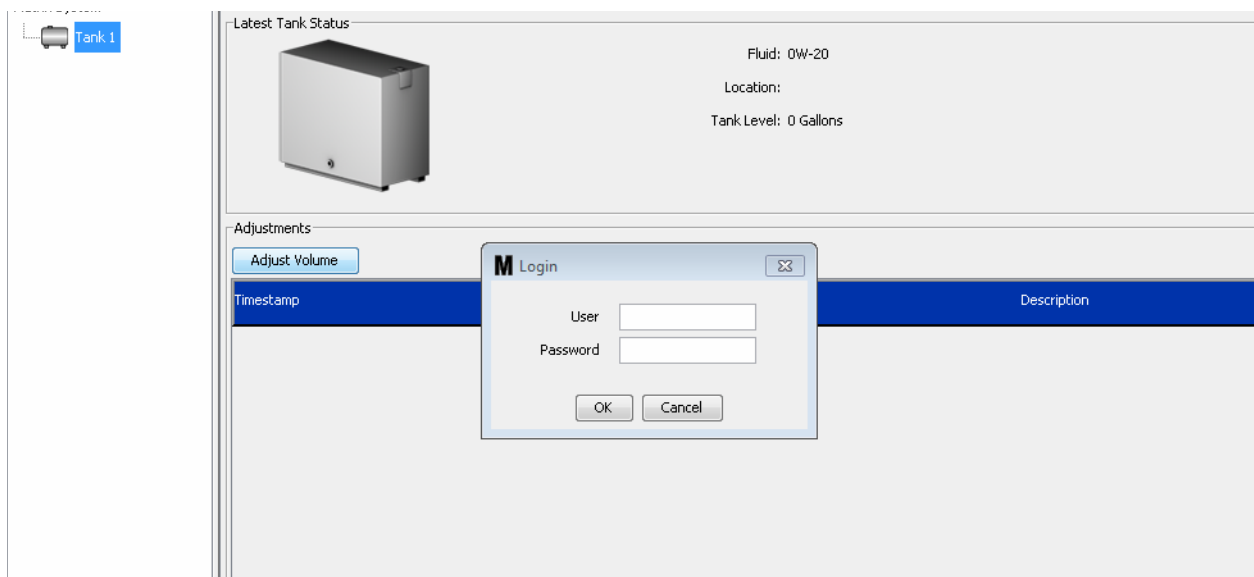 Tank 1
Latest Tank Status
Fluid: 0W-20
Location:
Tank Level: 0 Gallons
Adjustments
Adjust Volume
M Login
User
Password
OK Cancel
Timestamp Description